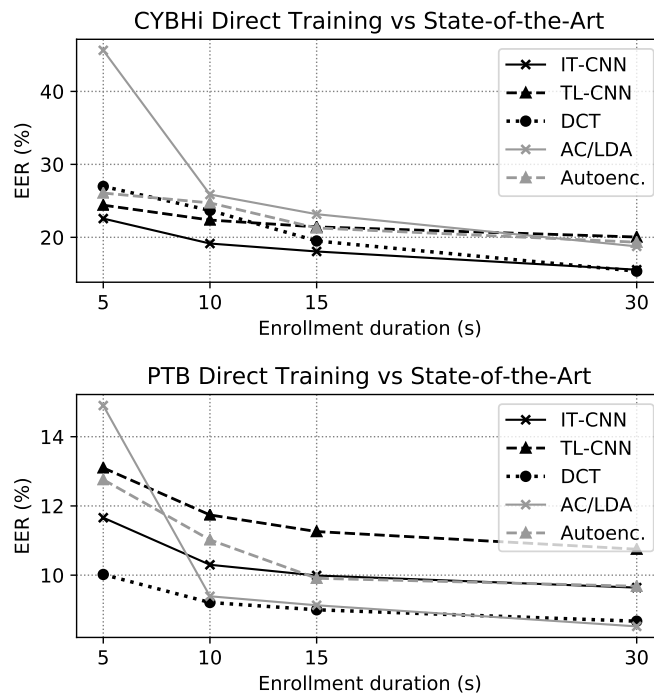 CYBHi Direct Training vs State-of-the-Art
EER (%)
40
30
20
IT-CNN
TL-CNN
DCT
AC/LDA
Autoenc.
5 10 15 30
Enrollment duration (s)
PTB Direct Training vs State-of-the-Art
EER (%)
14
12
10
IT-CNN
TL-CNN
DCT
AC/LDA
Autoenc.
5 10 15 30
Enrollment duration (s)